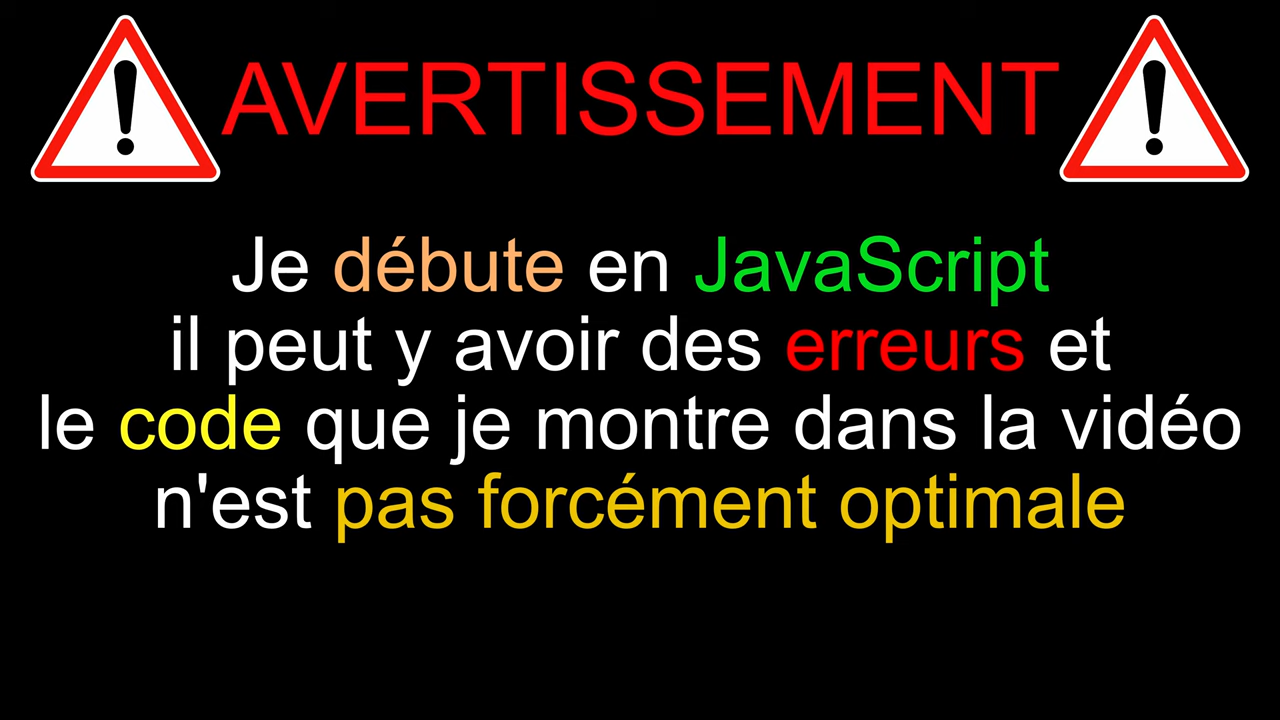 AVERTISSEMENT
Je débute en JavaScript
il peut y avoir des erreurs et
le code que je montre dans la vidéo
n'est pas forcément optimale